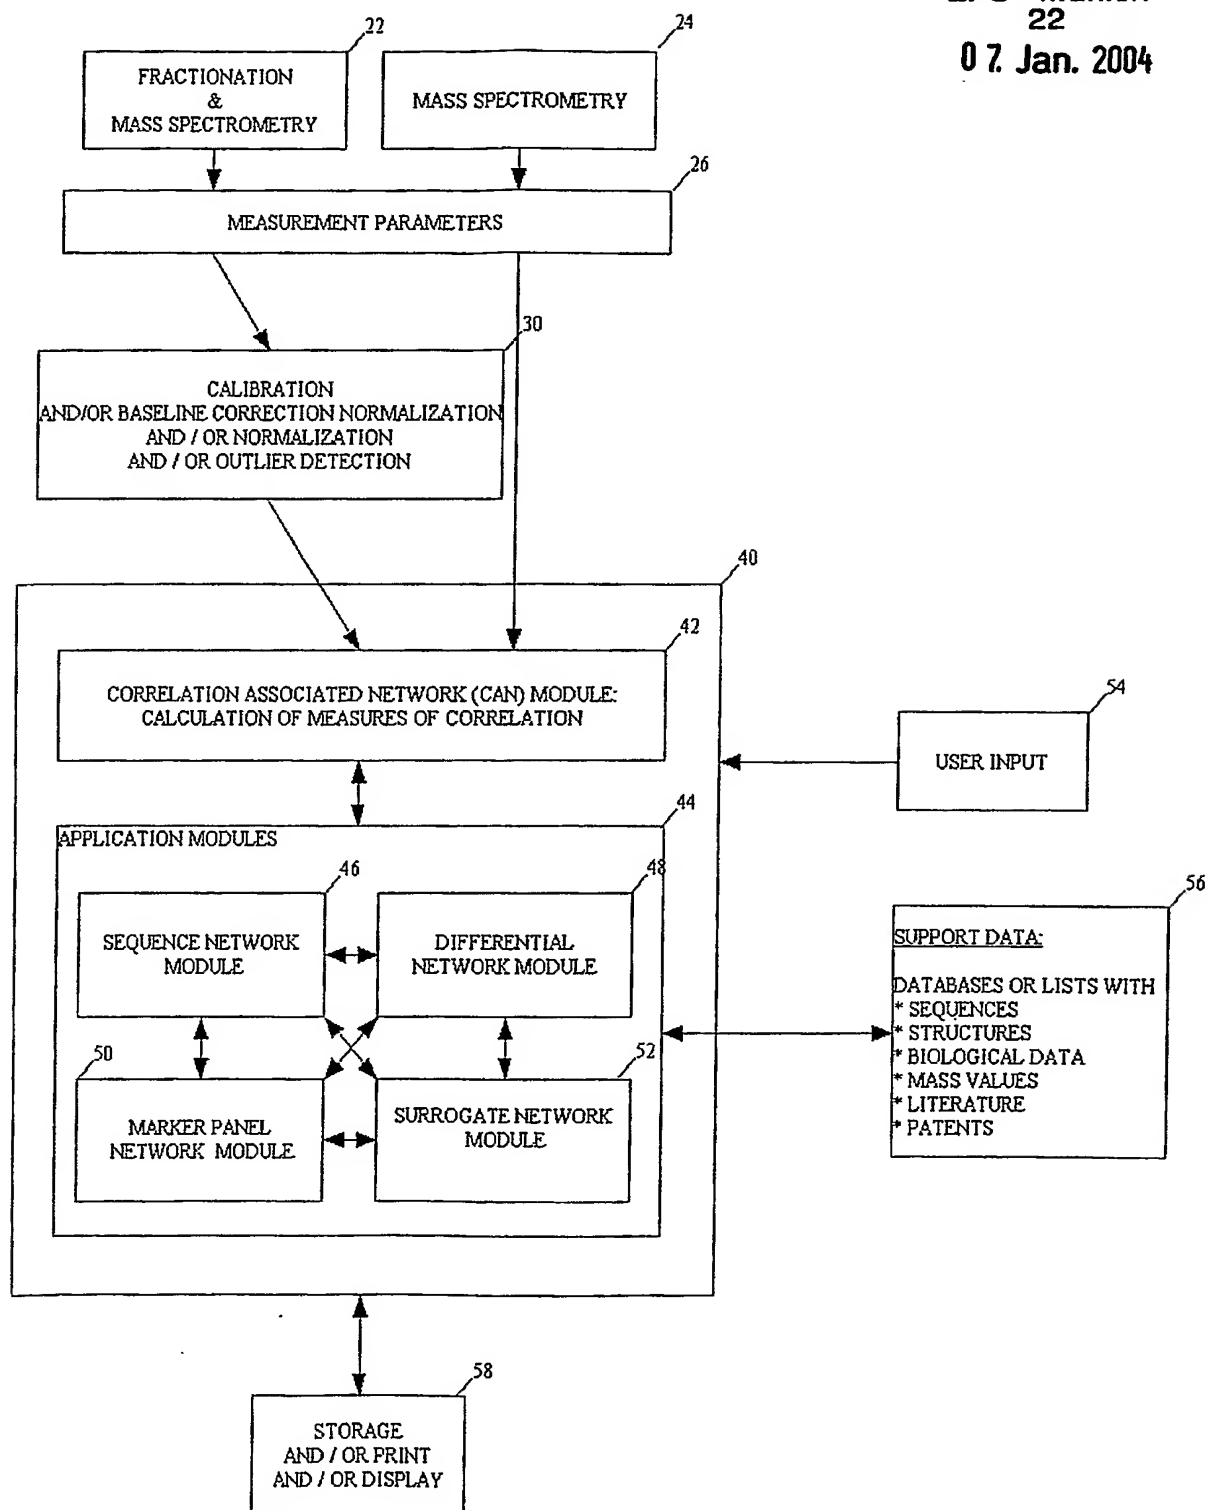 22
07. Jan. 2004
22
24
FRACTIONATION
&
MASS SPECTROMETRY
MASS SPECTROMETRY
26
MEASUREMENT PARAMETERS
30
CALIBRATION
AND/OR BASELINE CORRECTION NORMALIZATION
AND / OR NORMALIZATION
AND / OR OUTLIER DETECTION
40
42
CORRELATION ASSOCIATED NETWORK (CAN) MODULE:
CALCULATION OF MEASURES OF CORRELATION
54
USER INPUT
44
APPLICATION MODULES
46
48
SEQUENCE NETWORK
MODULE
DIFFERENTIAL
NETWORK MODULE
50
52
MARKER PANEL
NETWORK MODULE
SURROGATE NETWORK
MODULE
56
SUPPORT DATA:
DATABASES OR LISTS WITH
* SEQUENCES
* STRUCTURES
* BIOLOGICAL DATA
* MASS VALUES
* LITERATURE
* PATENTS
58
STORAGE
AND / OR PRINT
AND / OR DISPLAY